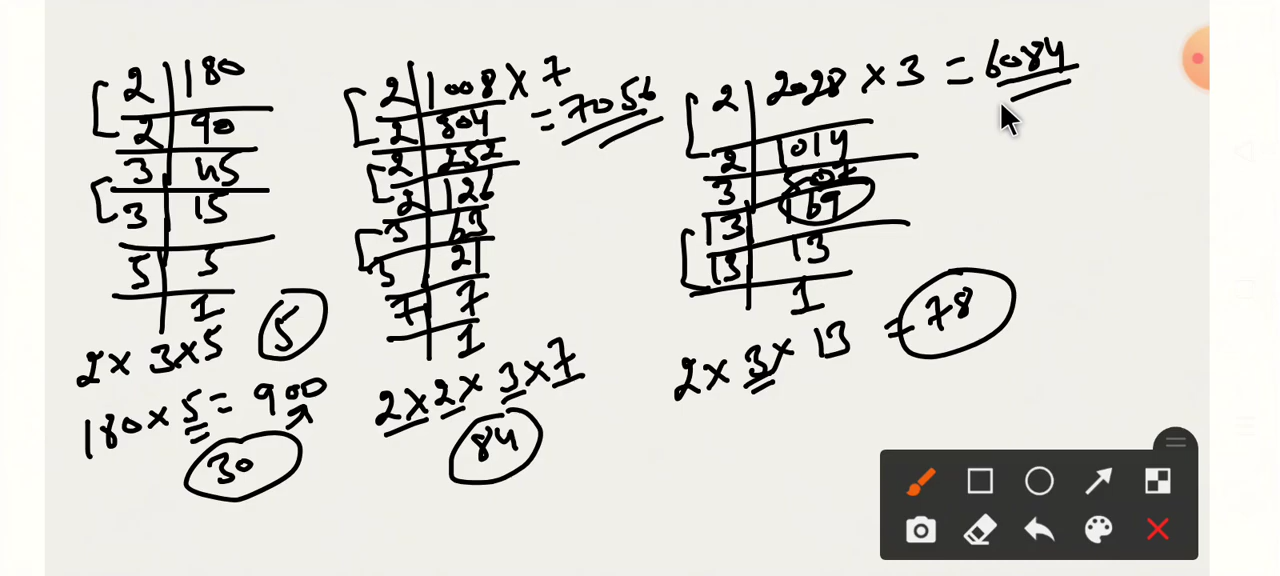 2 | 180
2 | 90
3 | 45
3 | 15
5 | 5
1
5
2 × 3 × 5
180 × 5 = 900
30
2 | 1008 × 7
= 7056
2 | 504
2 | 252
2 | 126
3 | 63
3 | 21
7 | 7
1
2 × 2 × 3 × 7
84
2 | 2028 × 3 = 6084
2 | 1014
3 | 507
13 | 169
13 | 13
1
2 × 3 × 13 = 78